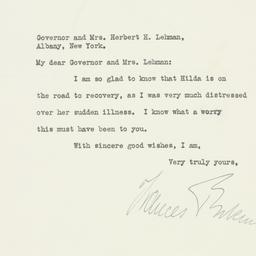 Governor and Mrs. Herbert H. Lehman,
Albany, New York.
My dear Governor and Mrs. Lehman:
I am so glad to know that Hilda is on
the road to recovery, as I was very much distressed
over her sudden illness. I know what a worry
this must have been to you.
With sincere good wishes, I am,
Very truly yours,
Frances